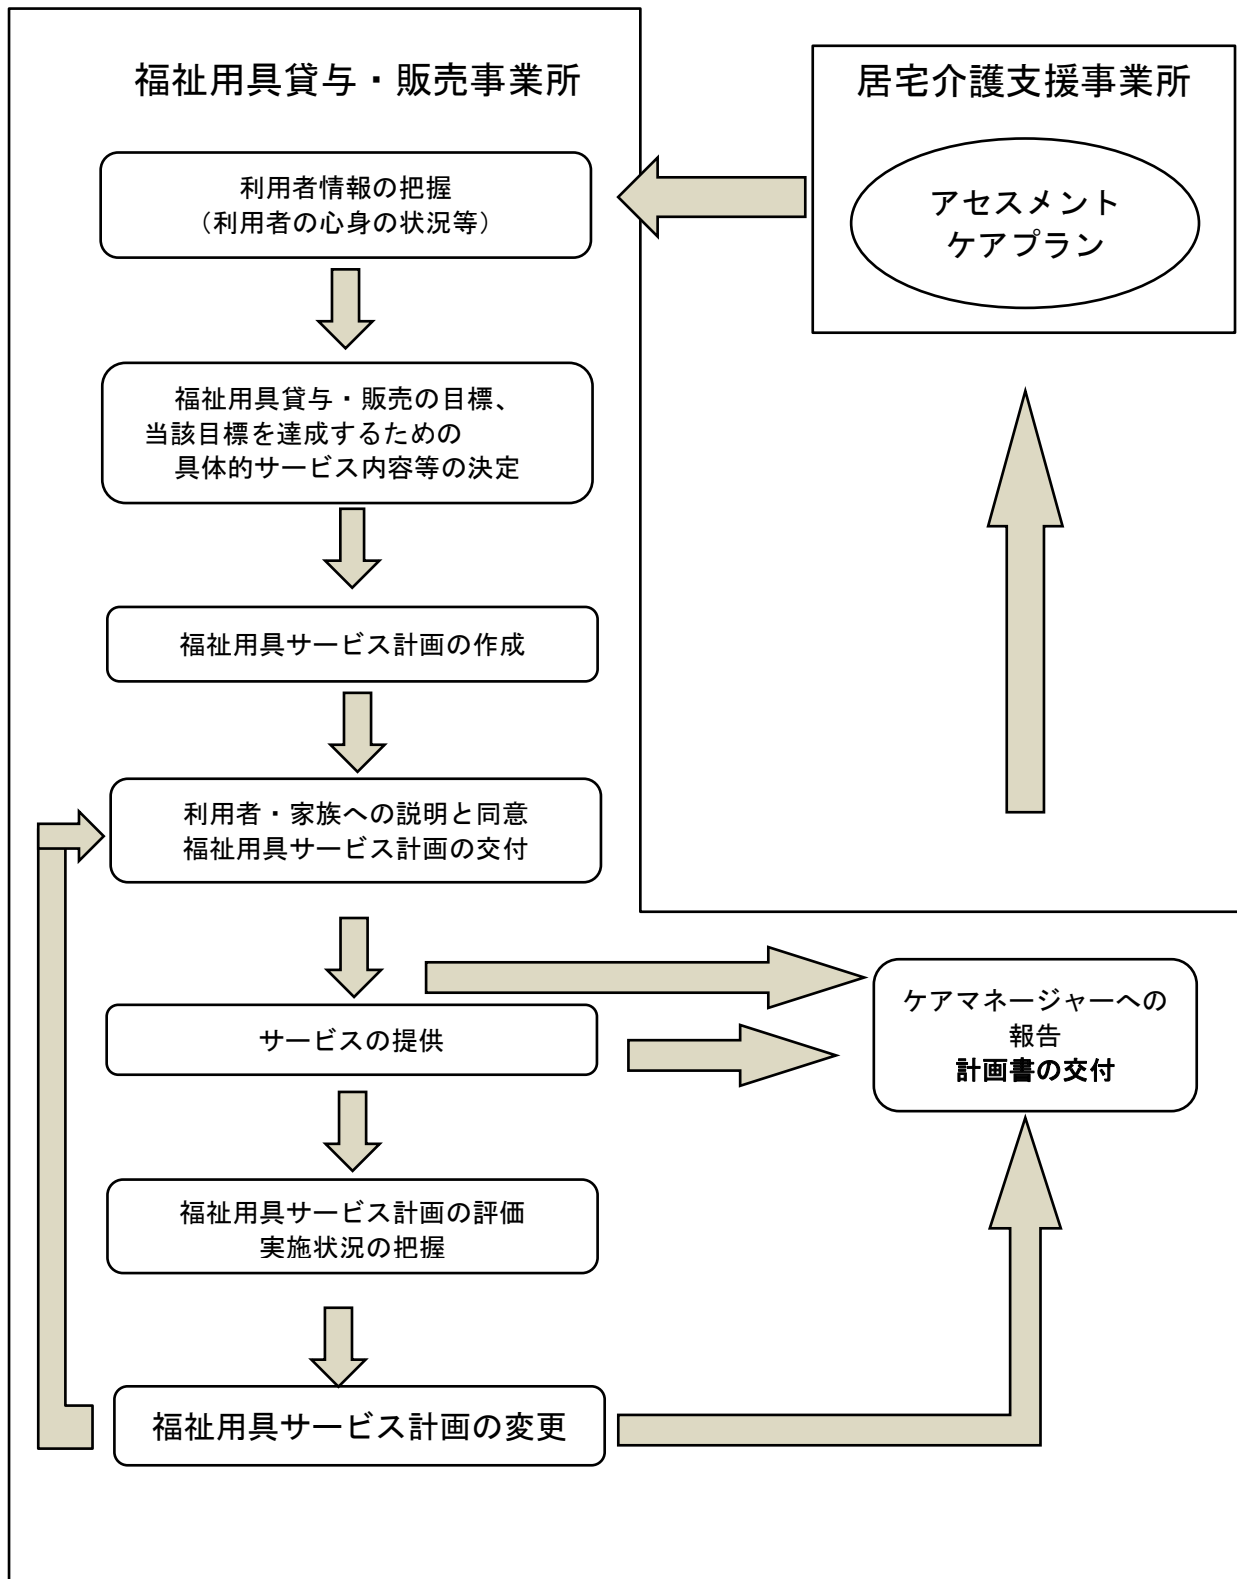 福祉用具貸与・販売事業所
居宅介護支援事業所
アセスメント
ケアプラン
利用者情報の把握
（利用者の心身の状況等）
福祉用具貸与・販売の目標、
当該目標を達成するための
具体的サービス内容等の決定
福祉用具サービス計画の作成
利用者・家族への説明と同意
福祉用具サービス計画の交付
サービスの提供
ケアマネージャーへの
報告
計画書の交付
福祉用具サービス計画の評価
実施状況の把握
福祉用具サービス計画の変更